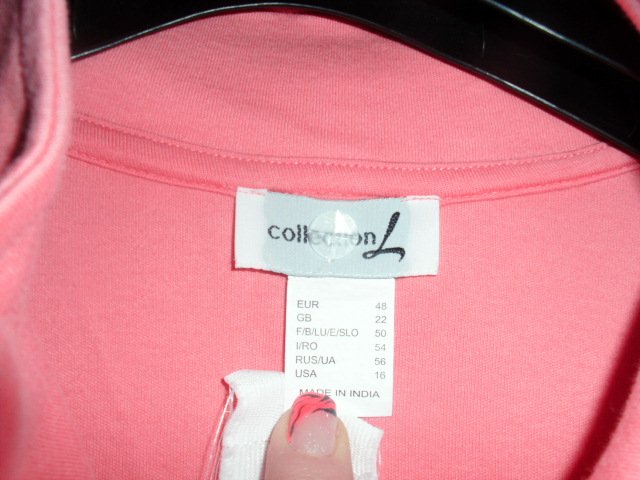 collection L
EUR 48
GB 22
F/B/LU/E/SLO 50
I/RO 54
RUS/UA 56
USA 16
MADE IN INDIA